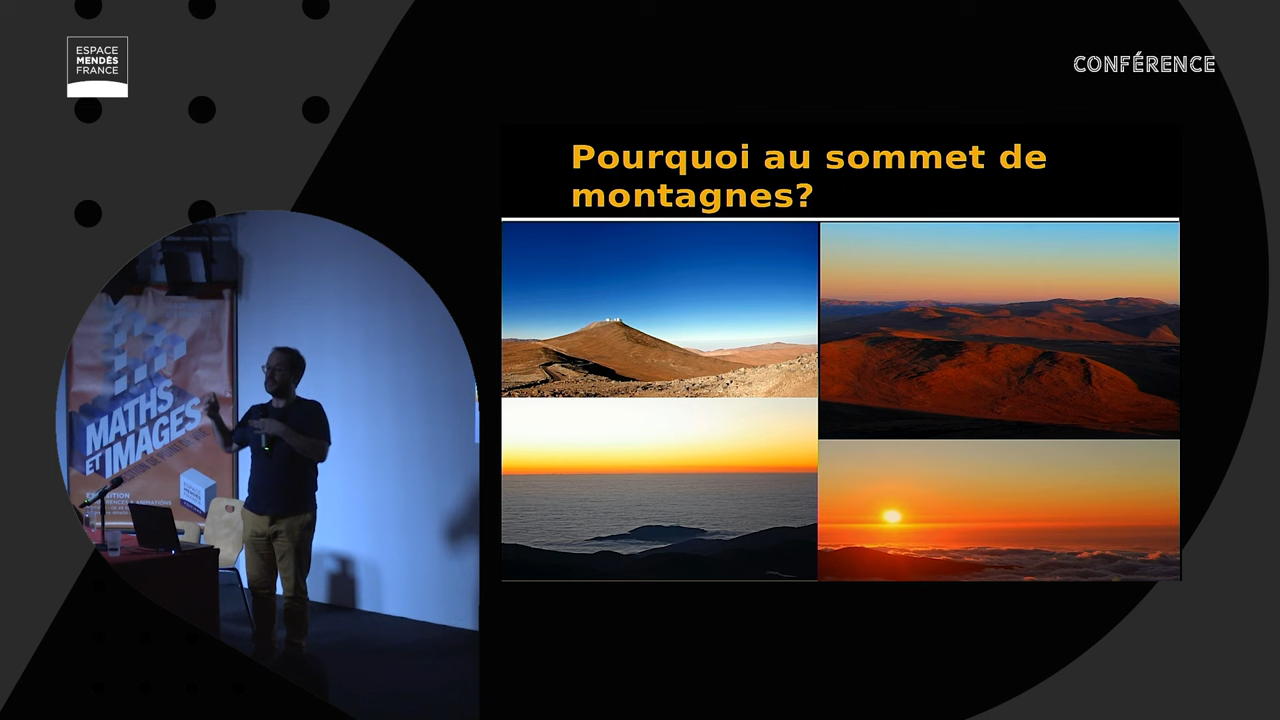 ESPACE
MENDÈS
FRANCE
CONFÉRENCE
Pourquoi au sommet de
montagnes?
MATHS
ET IMAGES